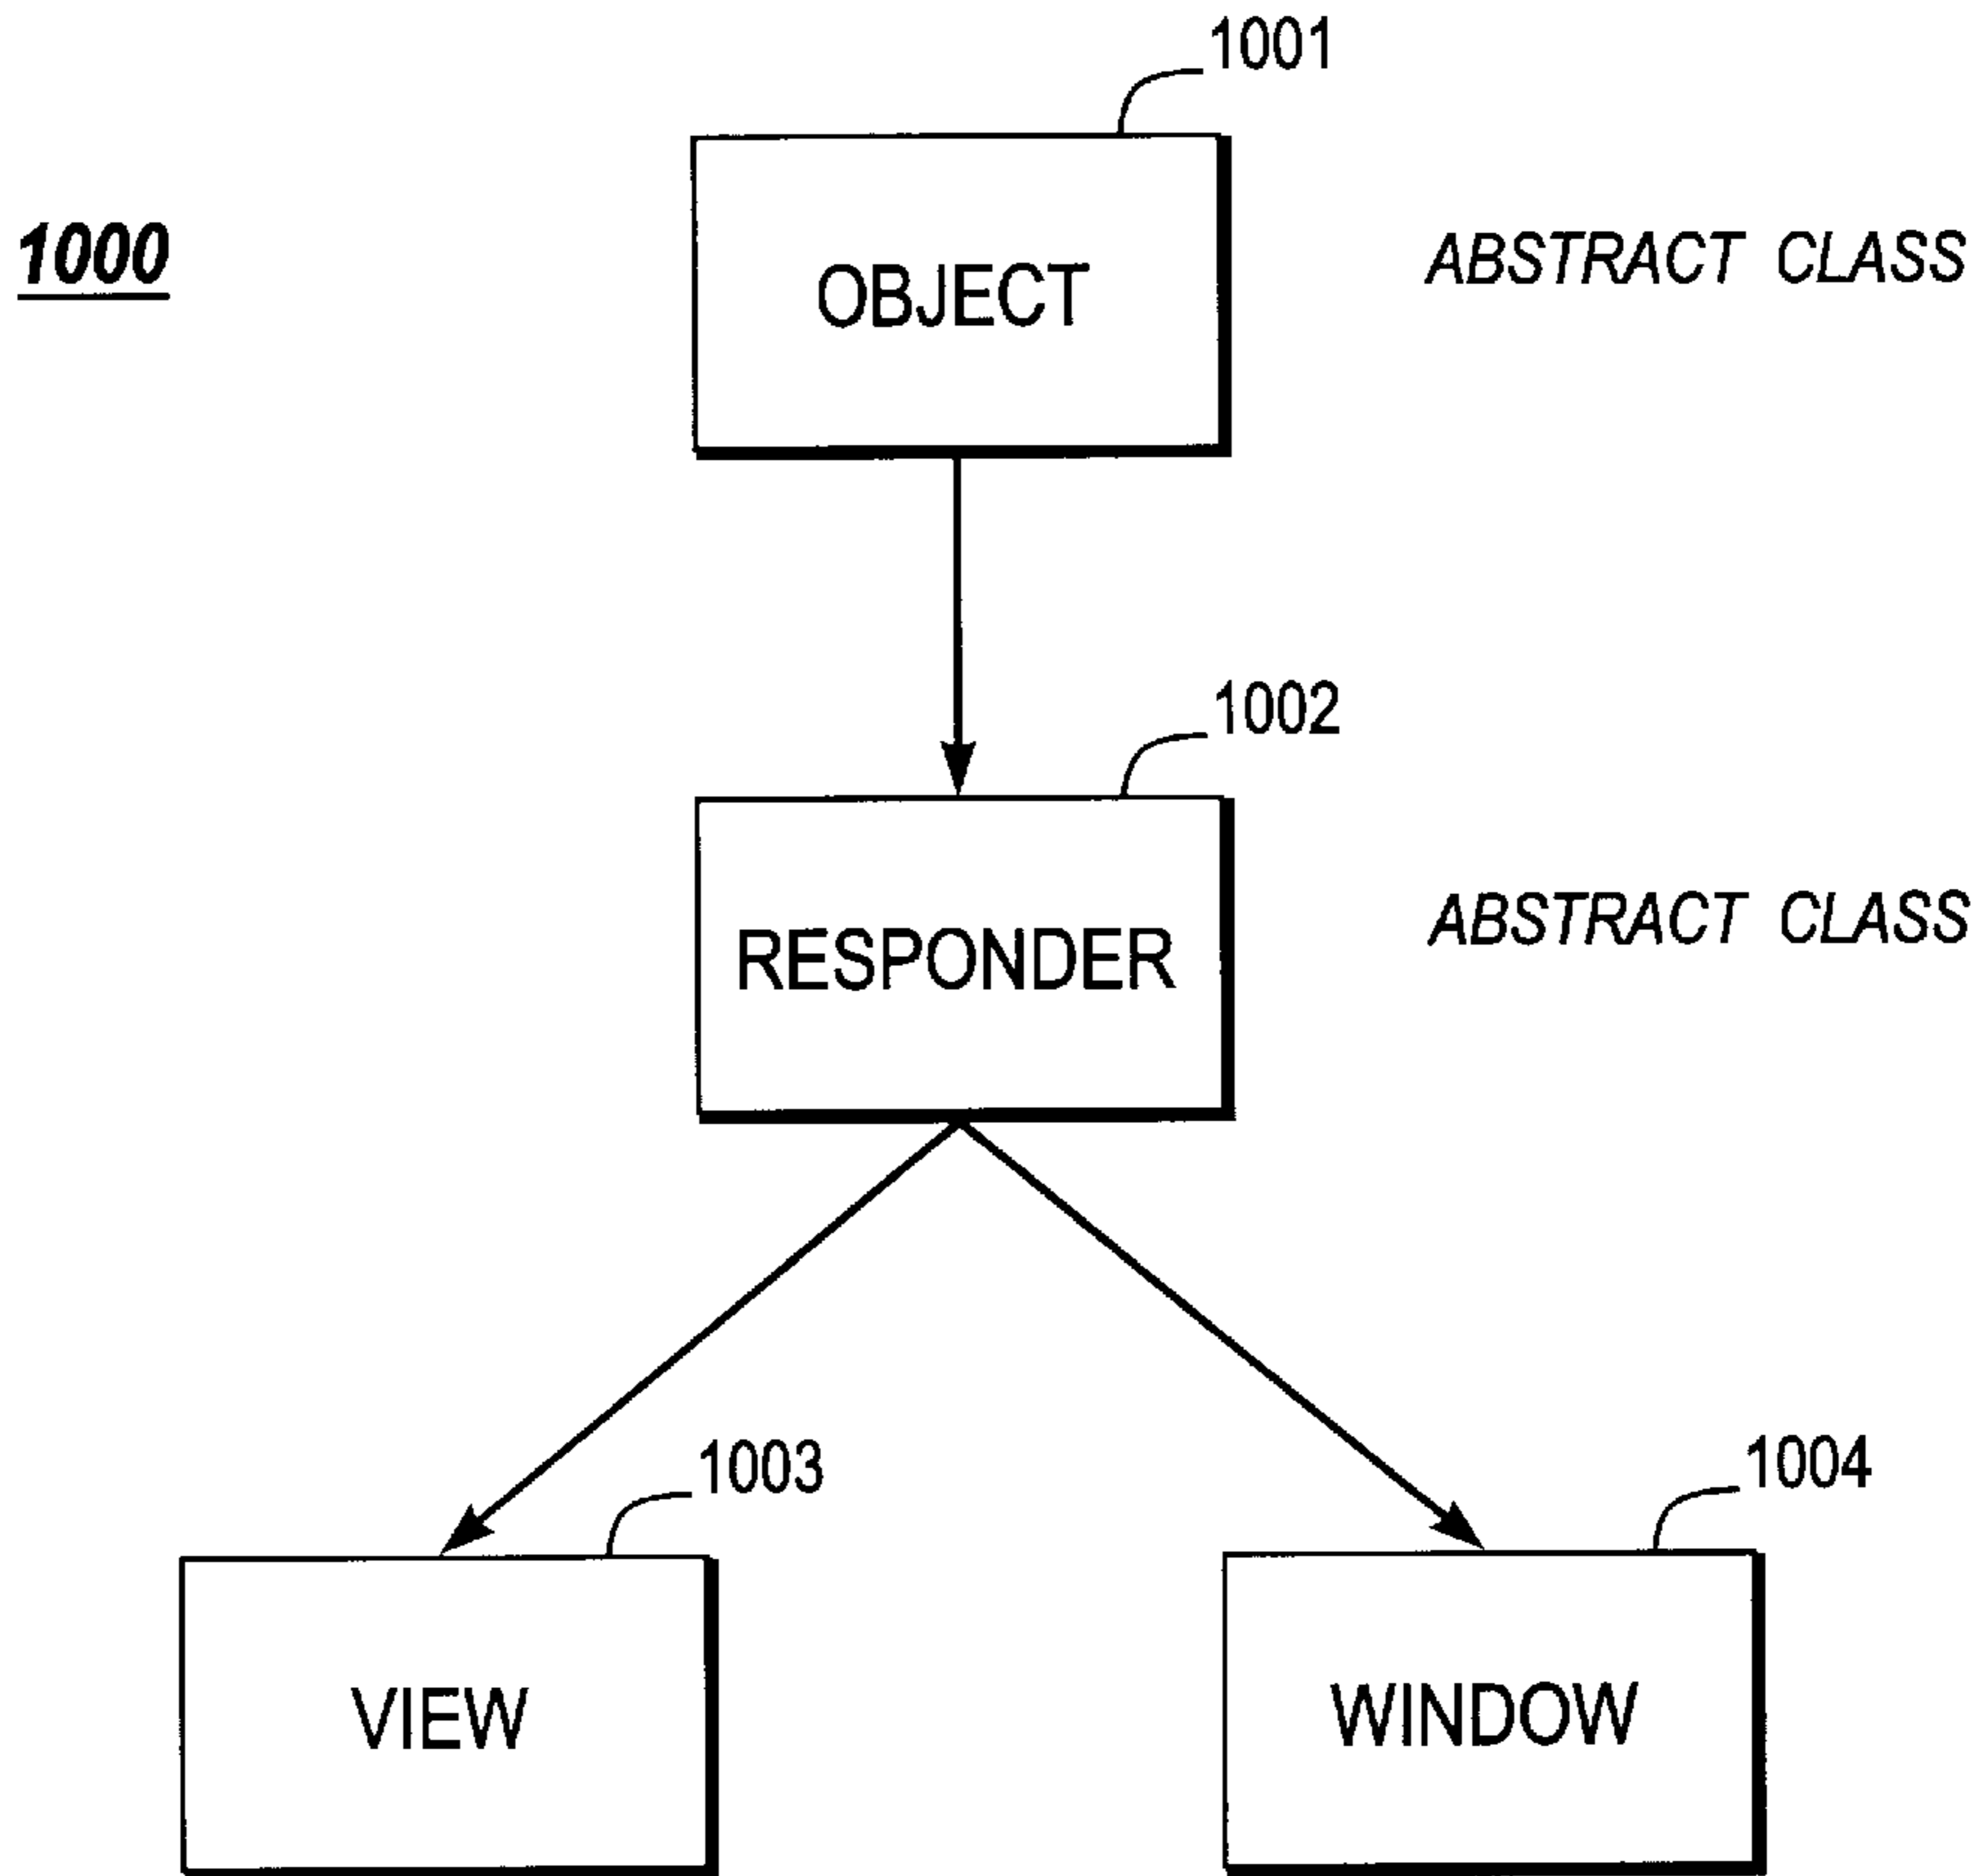 1001
1000
OBJECT
ABSTRACT CLASS
1002
RESPONDER
ABSTRACT CLASS
1003
1004
VIEW
WINDOW